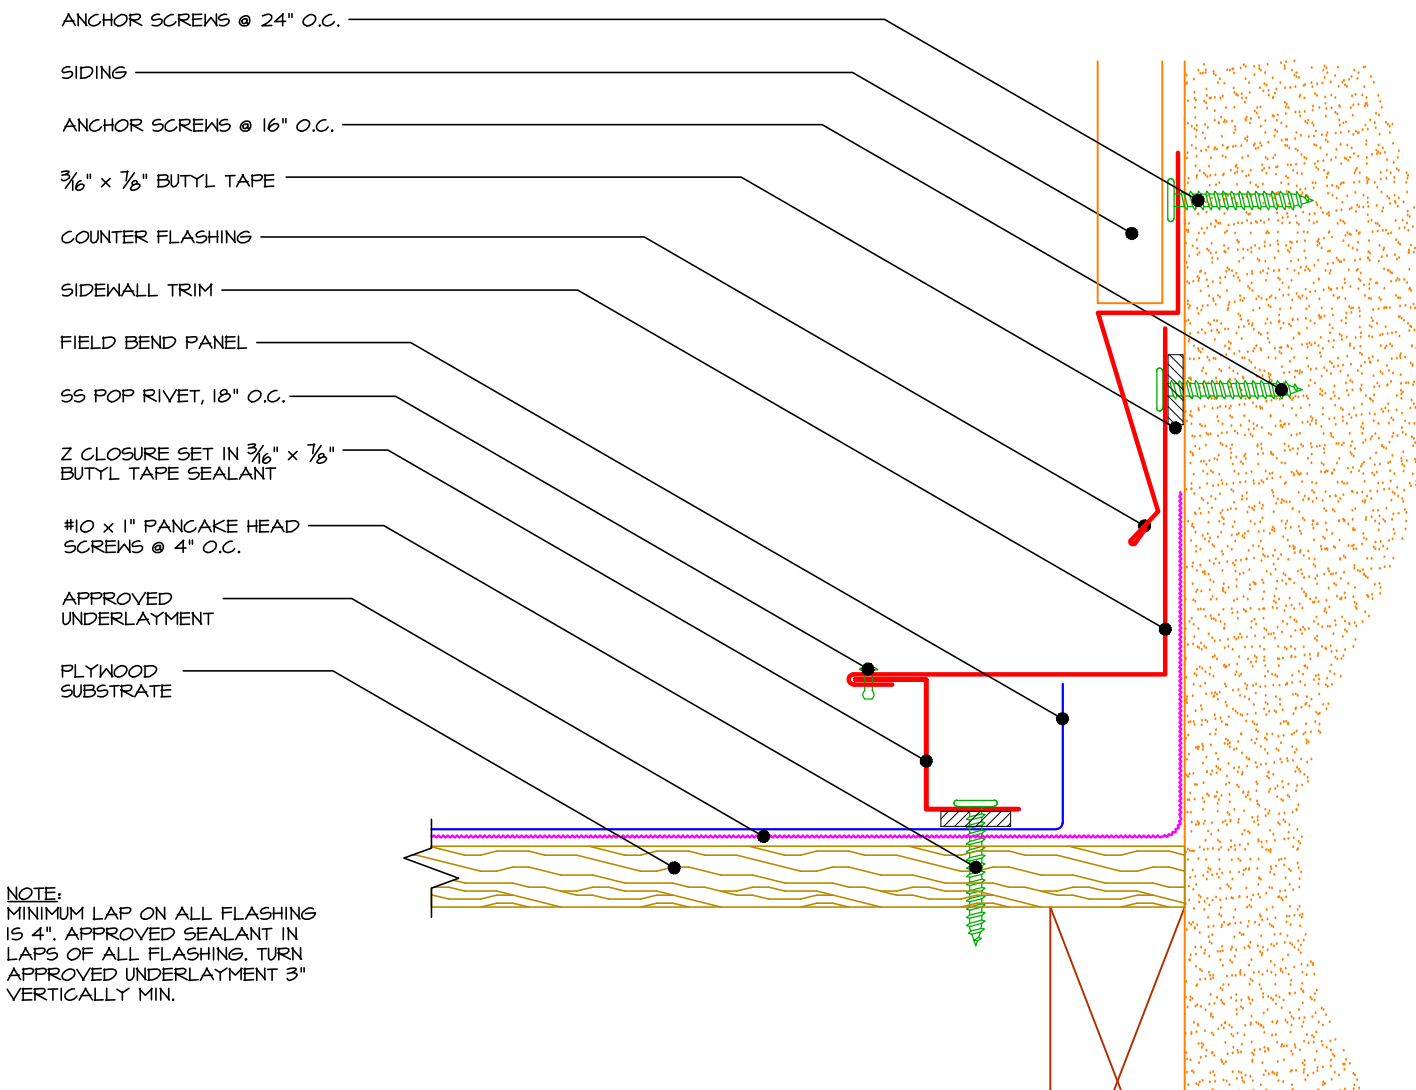 ANCHOR SCREWS @ 24" O.C.
SIDING
ANCHOR SCREWS @ 16" O.C.
3/16" x 7/8" BUTYL TAPE
COUNTER FLASHING
SIDEWALL TRIM
FIELD BEND PANEL
SS POP RIVET, 18" O.C.
Z CLOSURE SET IN 3/16" x 7/8"
BUTYL TAPE SEALANT
#10 x 1" PANCAKE HEAD
SCREWS @ 4" O.C.
APPROVED
UNDERLAYMENT
PLYWOOD
SUBSTRATE
NOTE:
MINIMUM LAP ON ALL FLASHING
IS 4". APPROVED SEALANT IN
LAPS OF ALL FLASHING. TURN
APPROVED UNDERLAYMENT 3"
VERTICALLY MIN.